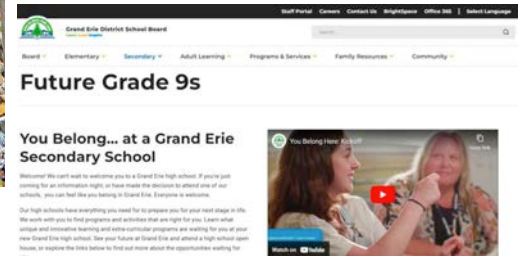 Staff Portal Careers Contact Us BrightSpace Office 365 | Select Language
Grand Erie District School Board
Search...
Board Elementary Secondary Adult Learning Programs & Services Family Resources Community
Future Grade 9s
You Belong... at a Grand Erie
Secondary School
Welcome! We can't wait to welcome you to a Grand Erie high school. If you're just
coming for an information night, or have made the decision to attend one of our
schools, you can feel like you belong in Grand Erie. Everyone is welcome.
Our high schools have everything you need for to prepare you for your next stage in life.
We work with you to find programs and activities that are right for you. Learn what
unique and innovative learning and extra-curricular programs are waiting for you at your
new Grand Erie high school. See your future at Grand Erie and attend a high school open
house, or explore the links below to find out more about the opportunities waiting for
You Belong Here: Kickoff
Copy link
Watch on YouTube